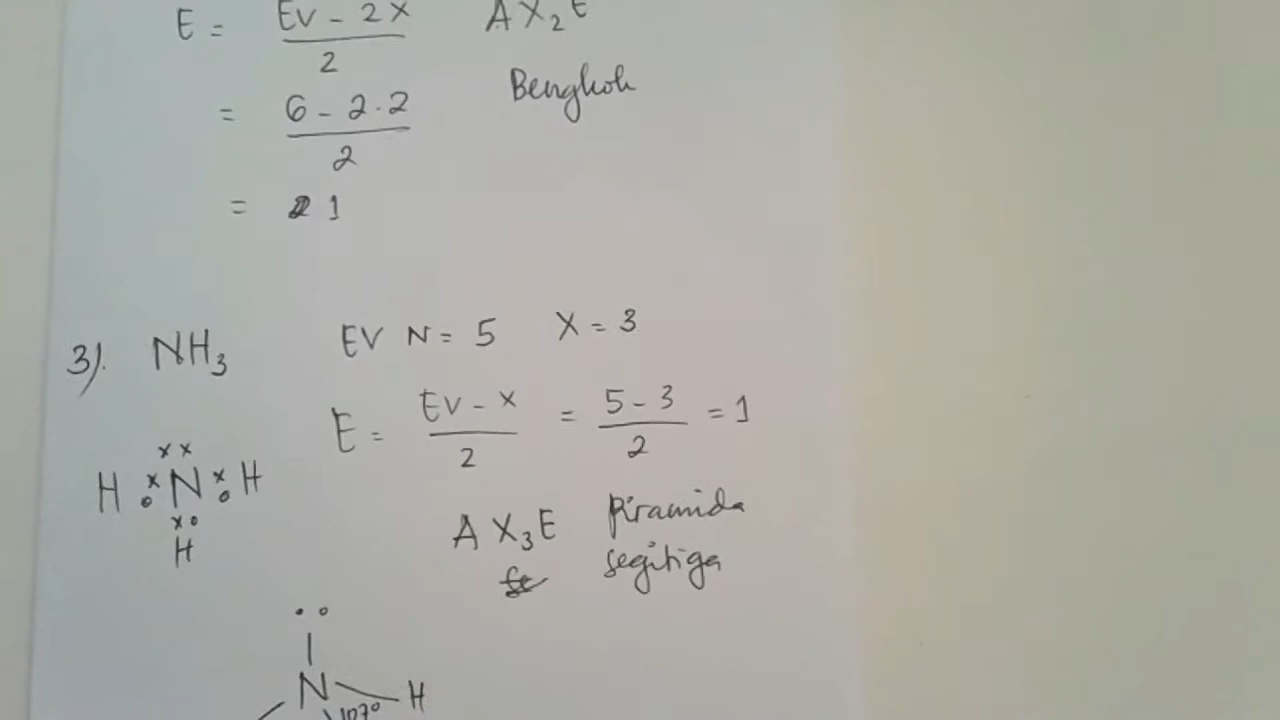 E = EV - 2X / 2 AX₂E
= 6 - 2.2 / 2 Bengkok
= 1
3). NH₃ EV N = 5 X = 3
E = EV - X / 2 = 5 - 3 / 2 = 1
H N H
H
AX₃E Piramida
segitiga
N H
107°